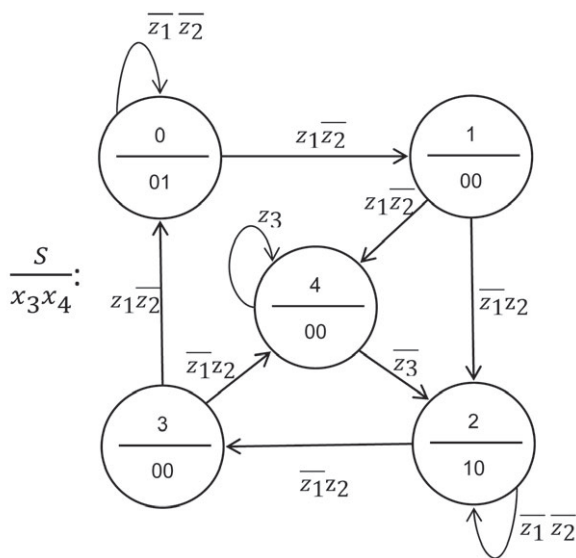 z̅₁ z̅₂
0
01
z₁z̅₂
1
00
z₁z̅₂
z₃
S
x₃x₄
:
z₁z̅₂
4
00
z̅₁z₂
z̅₁z₂
z̅₃
3
00
2
10
z̅₁z₂
z̅₁ z̅₂